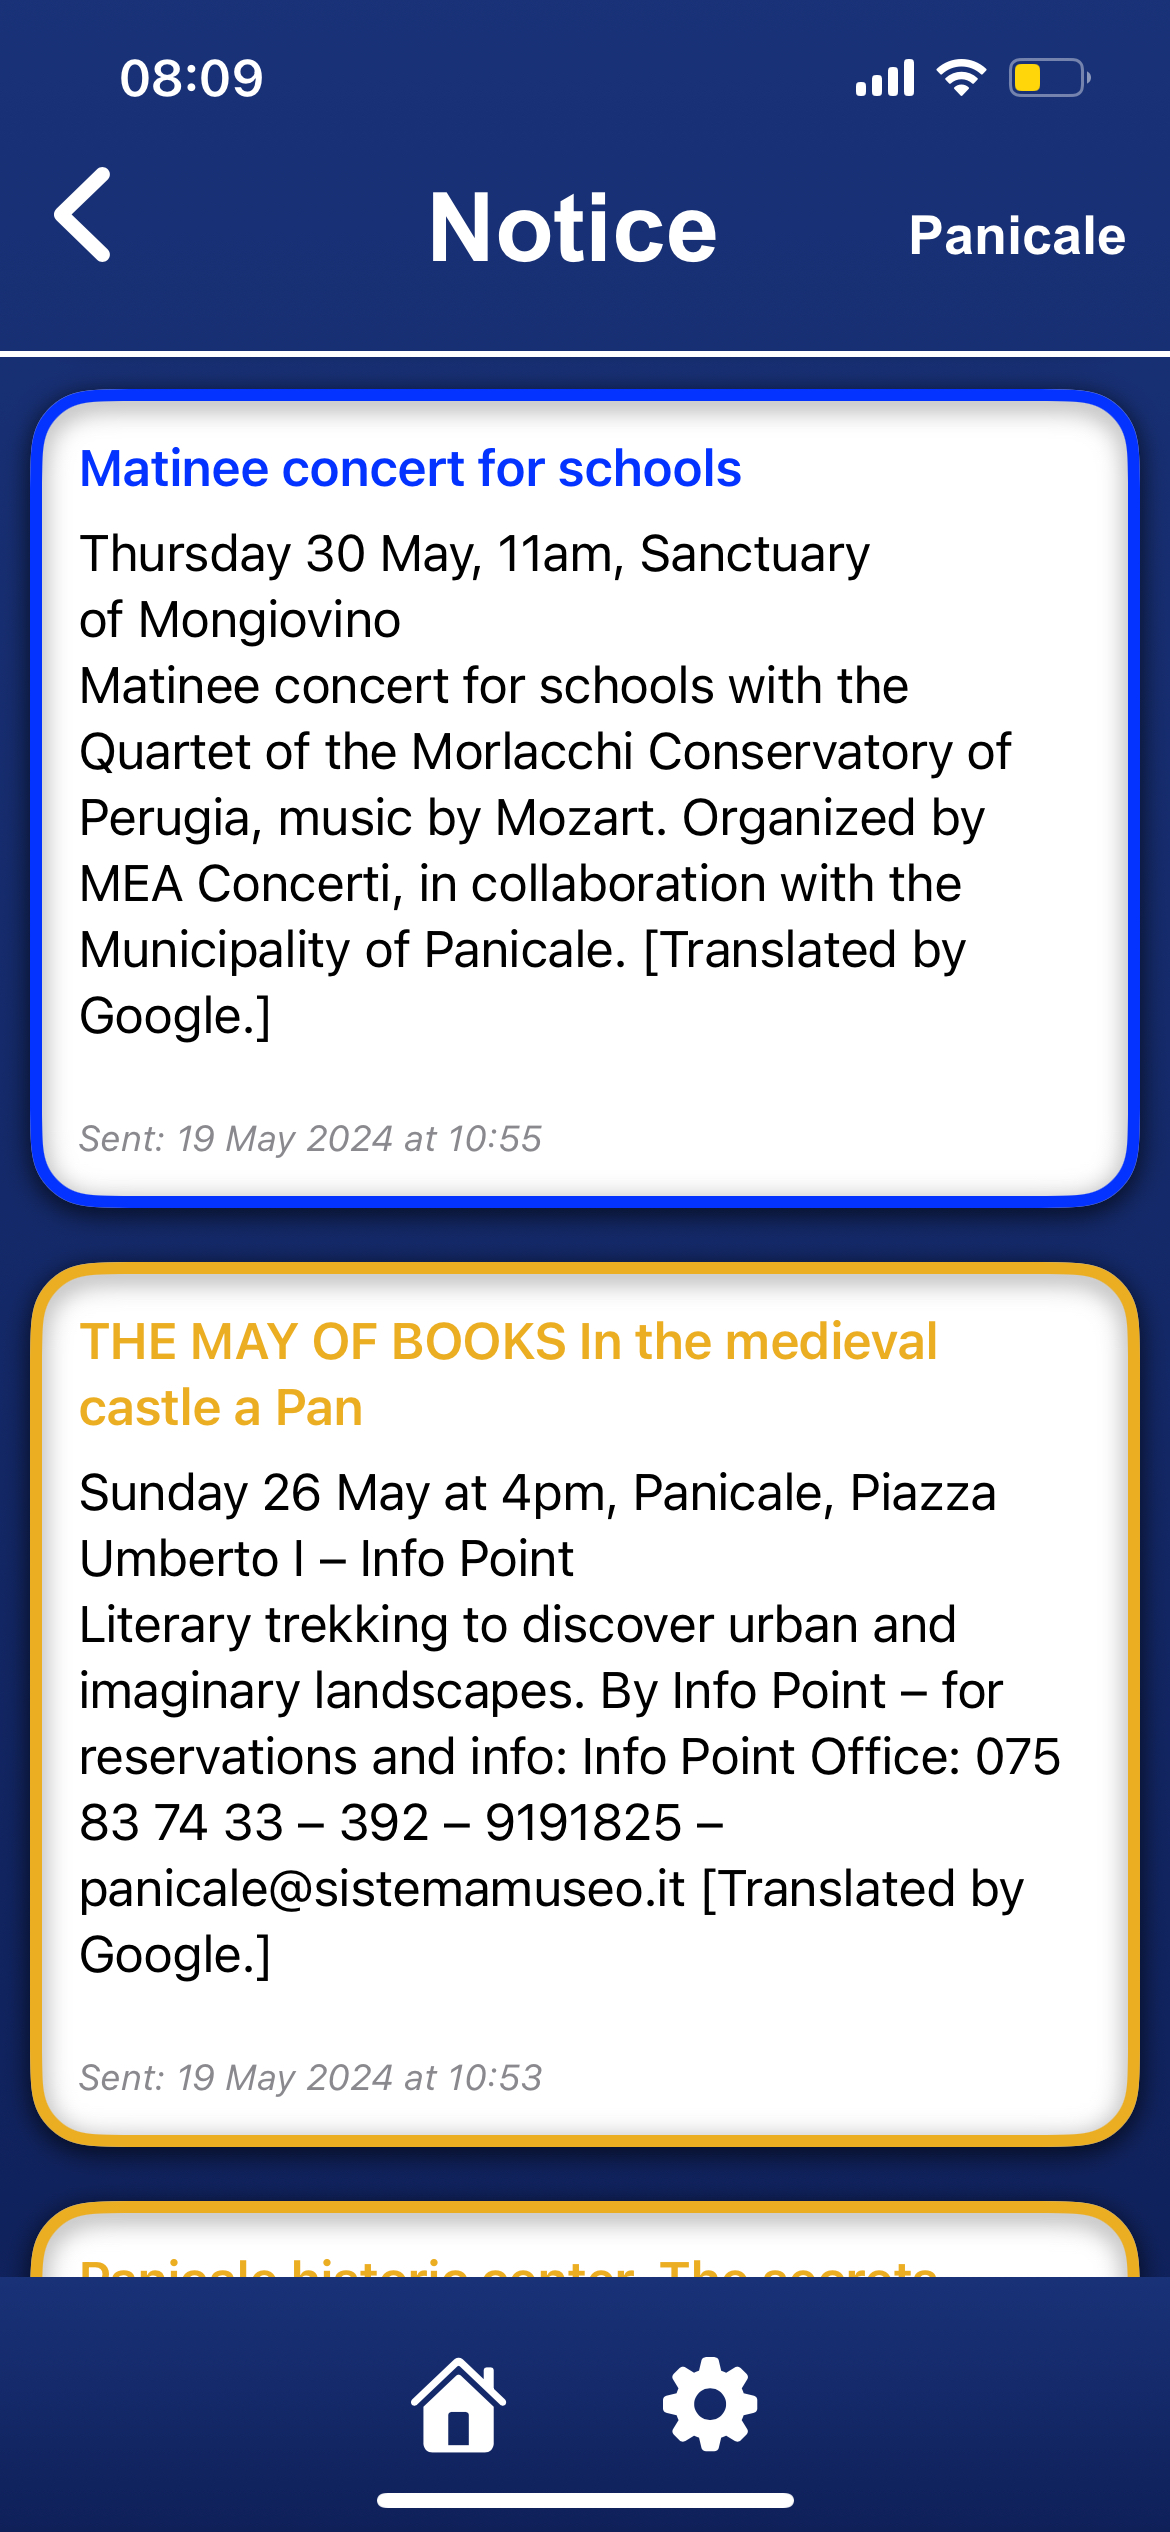 08:09
Notice
Panicale
Matinee concert for schools
Thursday 30 May, 11am, Sanctuary
of Mongiovino
Matinee concert for schools with the
Quartet of the Morlacchi Conservatory of
Perugia, music by Mozart. Organized by
MEA Concerti, in collaboration with the
Municipality of Panicale. [Translated by
Google.]
Sent: 19 May 2024 at 10:55
THE MAY OF BOOKS In the medieval
castle a Pan
Sunday 26 May at 4pm, Panicale, Piazza
Umberto I – Info Point
Literary trekking to discover urban and
imaginary landscapes. By Info Point – for
reservations and info: Info Point Office: 075
83 74 33 – 392 – 9191825 –
panicale@sistemamuseo.it [Translated by
Google.]
Sent: 19 May 2024 at 10:53
Panicale historic center, The secrets